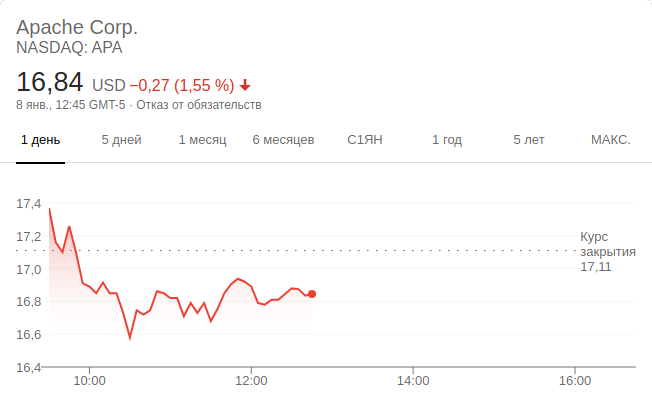 Apache Corp.
NASDAQ: APA
16,84 USD −0,27 (1,55 %)
8 янв., 12:45 GMT-5 · Отказ от обязательств
1 день 5 дней 1 месяц 6 месяцев С1ЯН 1 год 5 лет МАКС.
17,4
17,2
17,0
16,8
16,6
16,4
Курс
закрытия
17,11
10:00 12:00 14:00 16:00